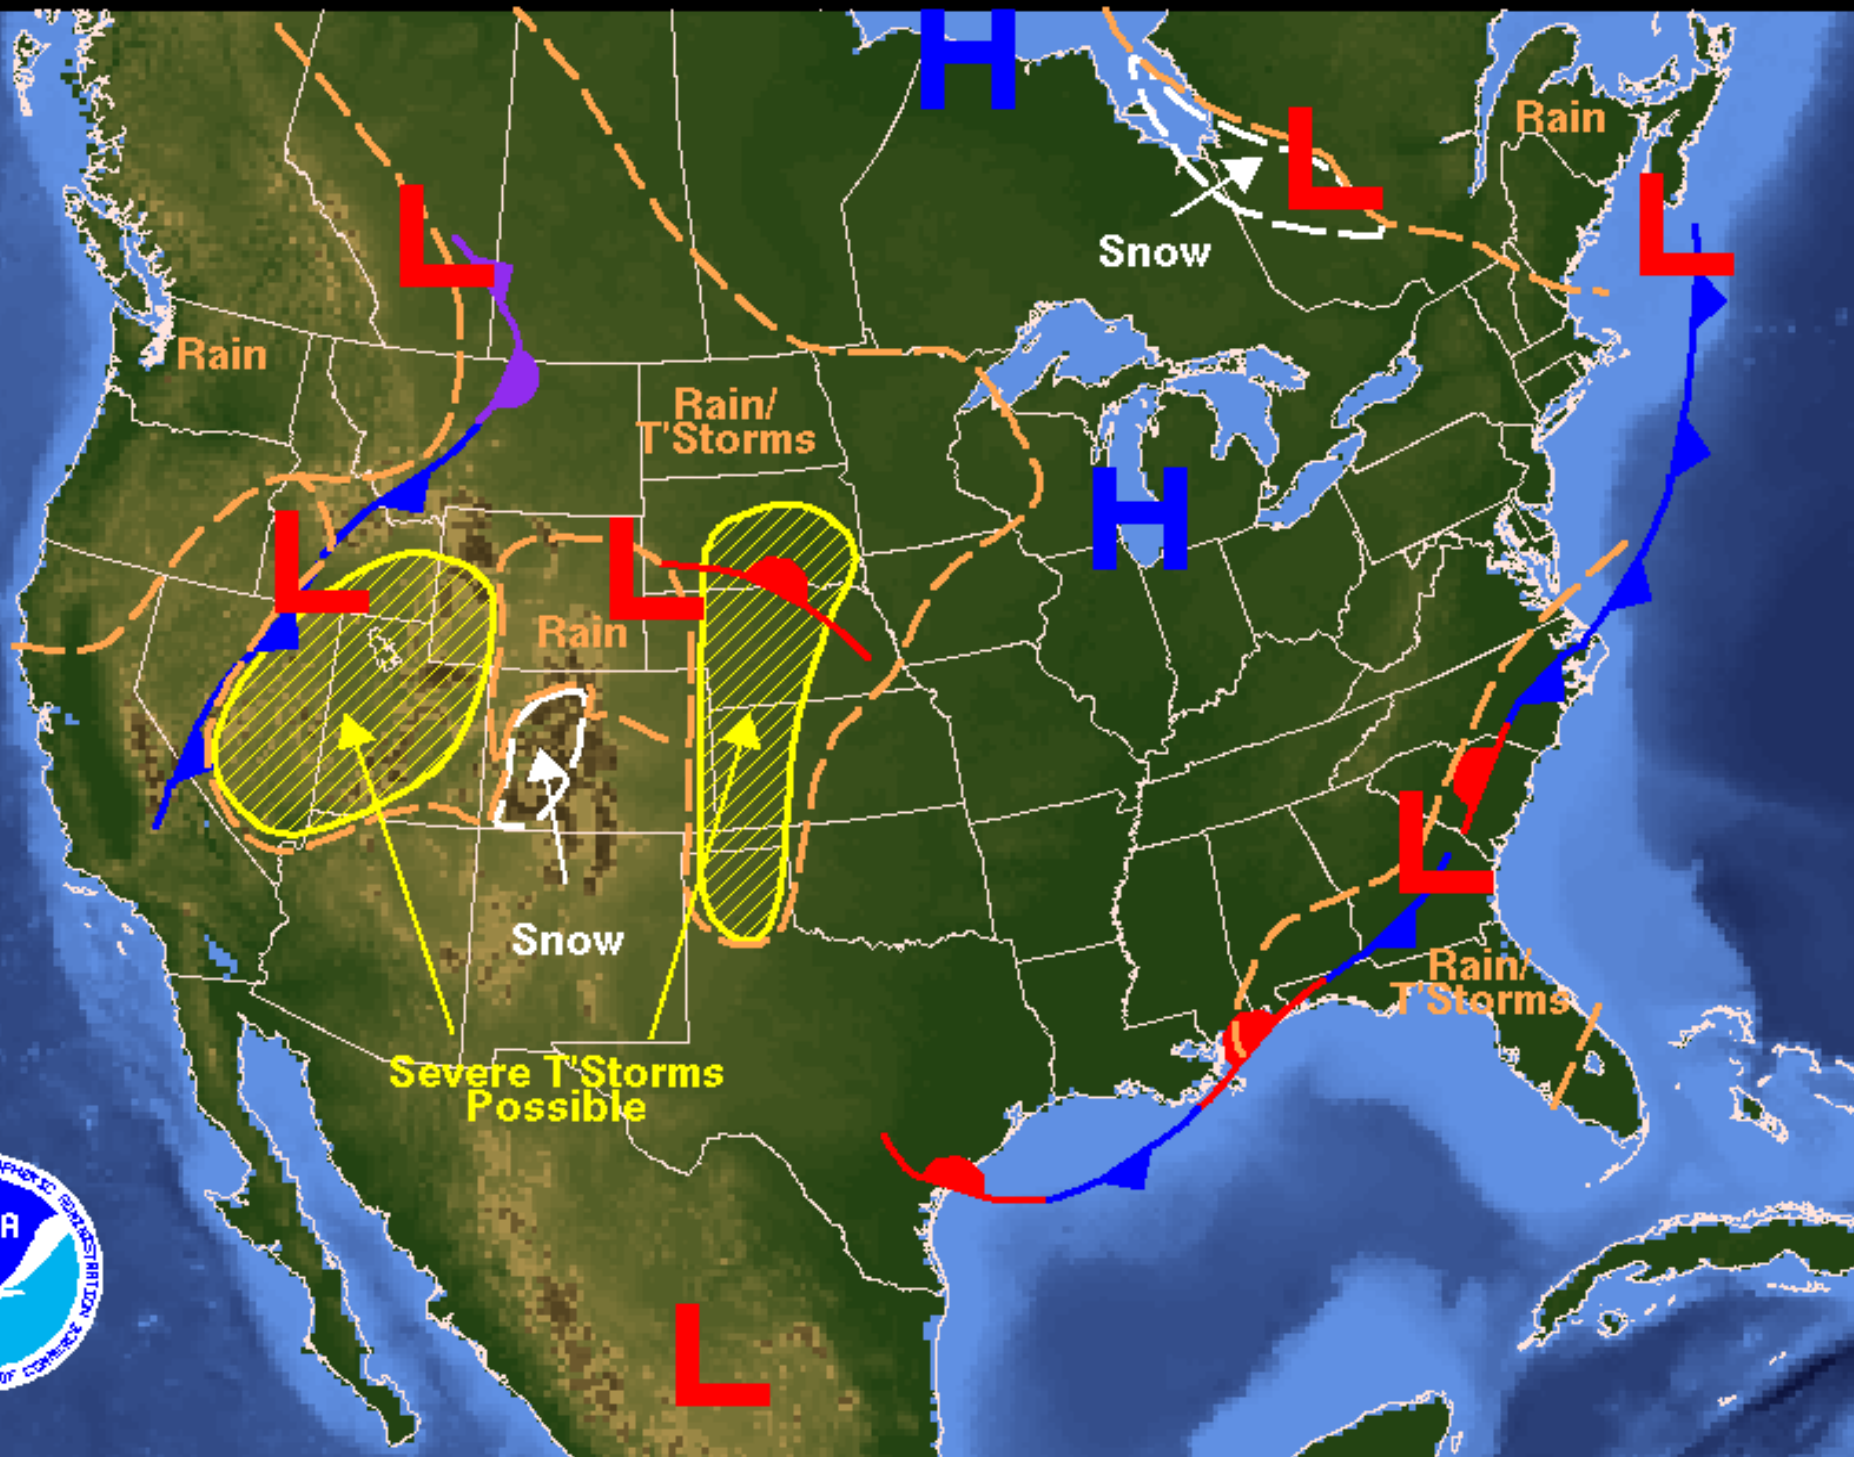 H
L
Rain
L
Snow
L
Rain
Rain/
T'Storms
H
L
L
Rain
L
Snow
Rain/
T'Storms
Severe T'Storms
Possible
A
L